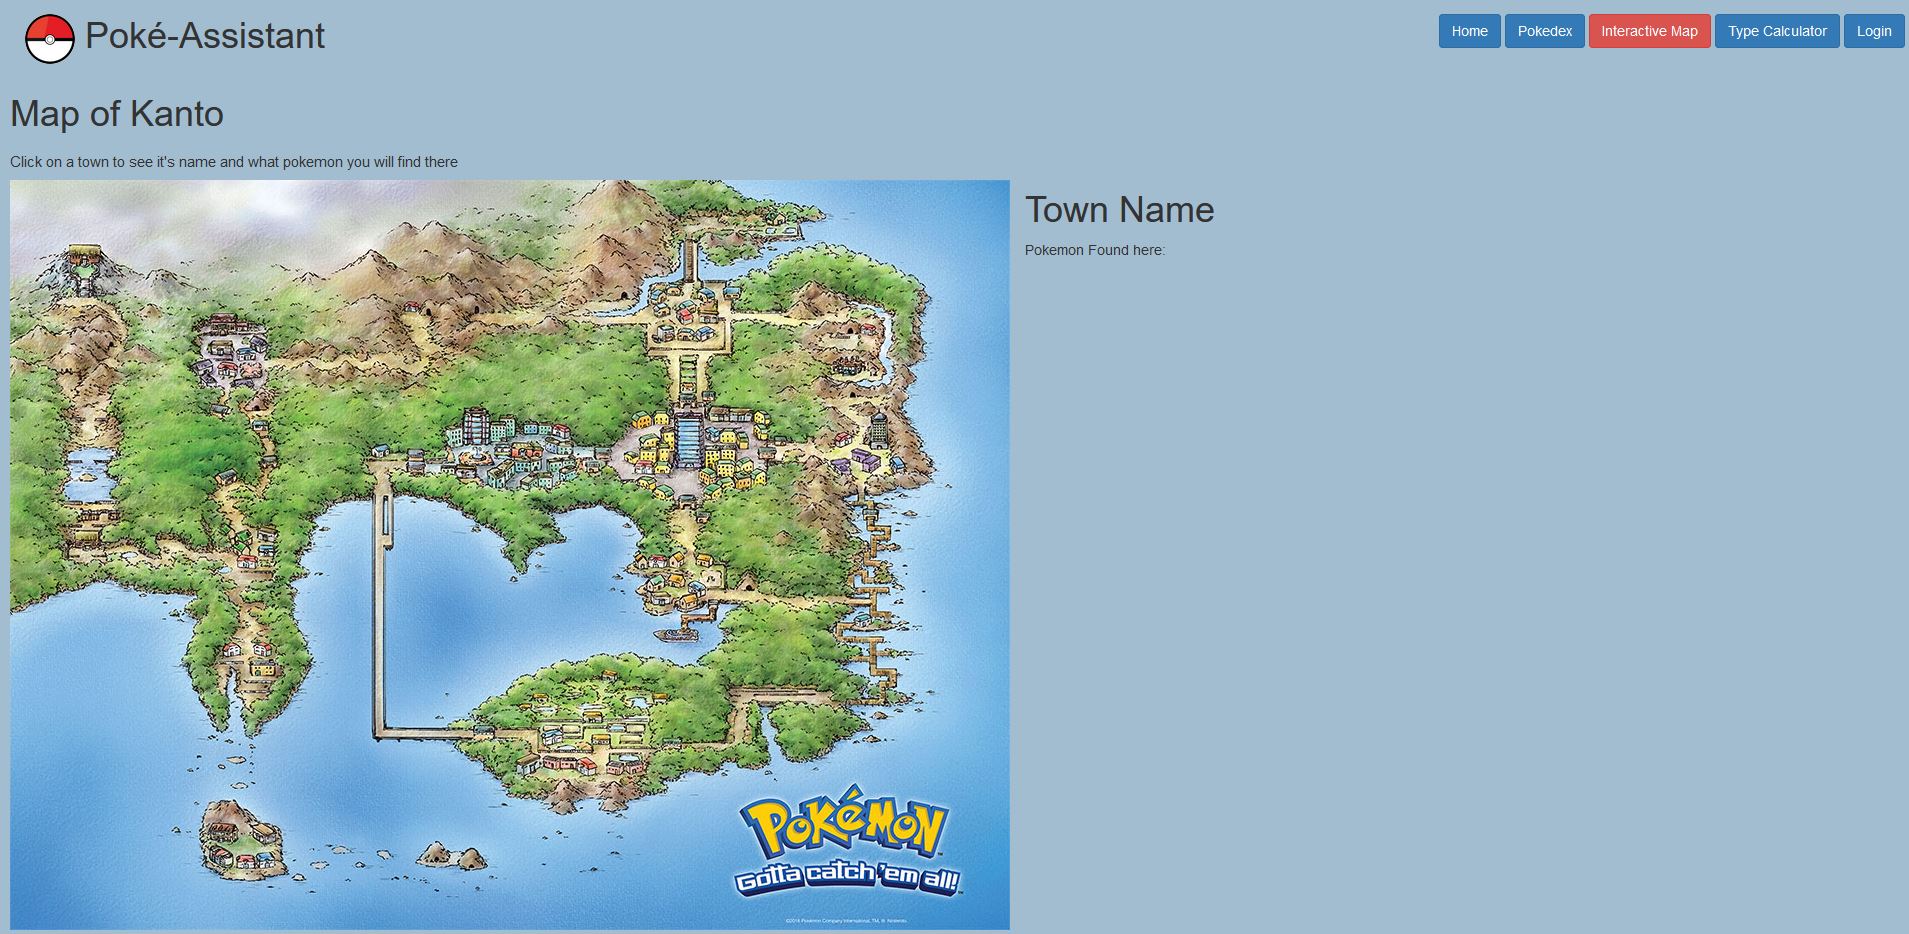 Poké-Assistant
Home
Pokedex
Interactive Map
Type Calculator
Login
Map of Kanto
Click on a town to see it's name and what pokemon you will find there
Town Name
Pokemon Found here:
POKéMON
Gotta catch 'em all!